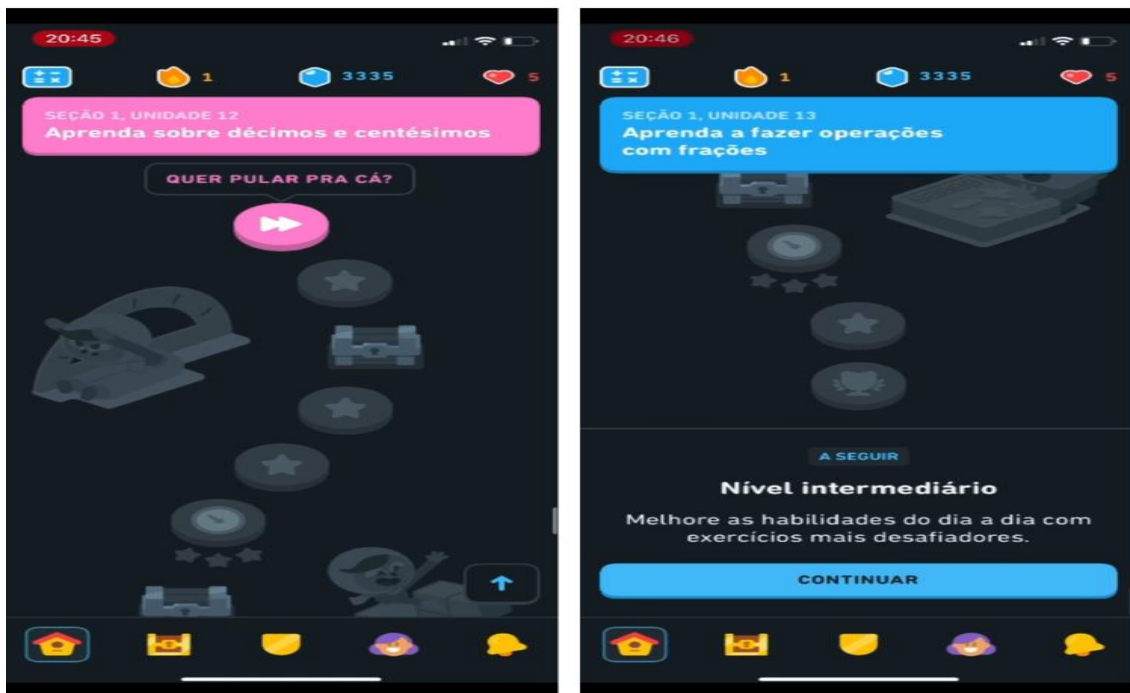 20:45
1
3335
5
SEÇÃO 1, UNIDADE 12
Aprenda sobre décimos e centésimos
QUER PULAR PRA CÁ?
20:46
1
3335
5
SEÇÃO 1, UNIDADE 13
Aprenda a fazer operações
com frações
A SEGUIR
Nível intermediário
Melhore as habilidades do dia a dia com
exercícios mais desafiadores.
CONTINUAR